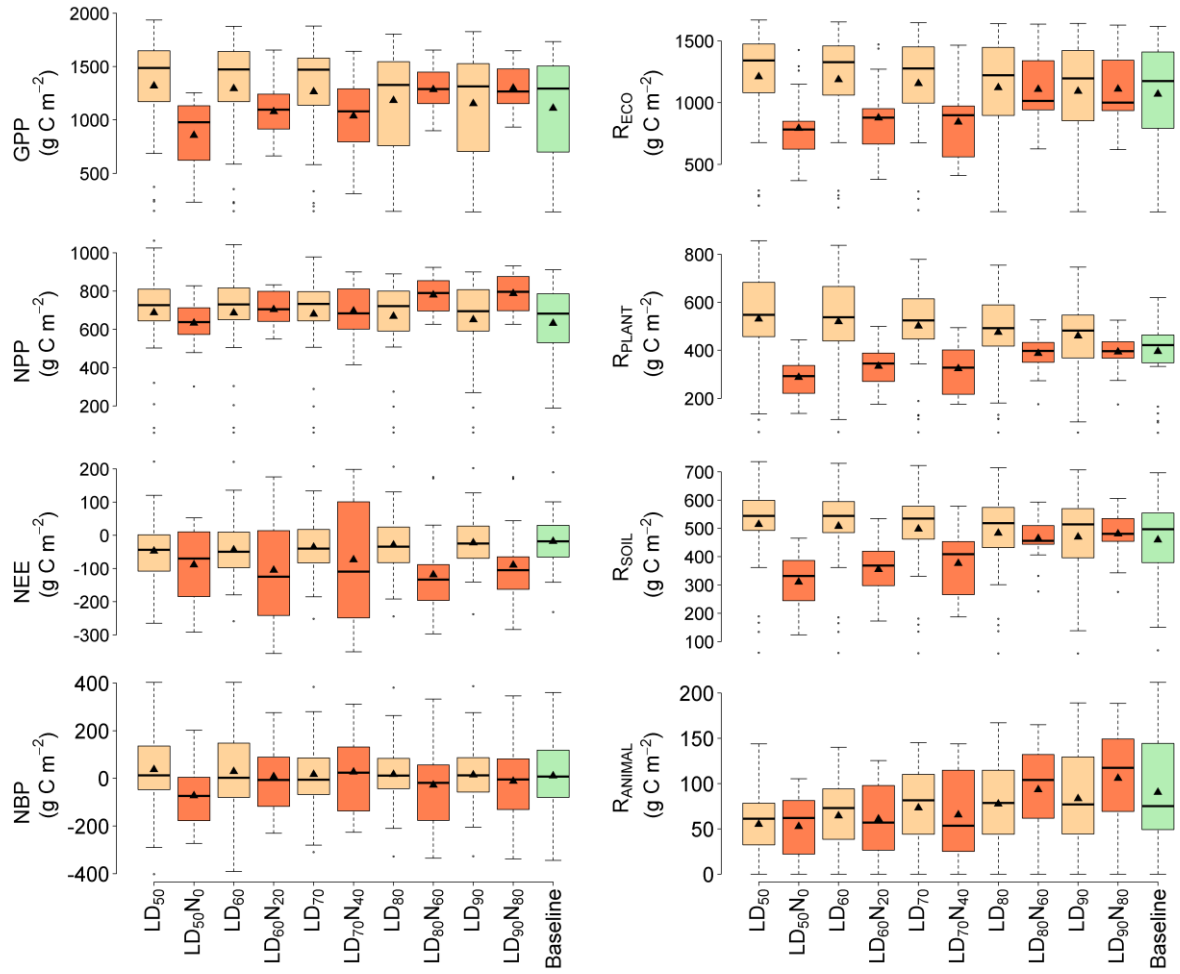 GPP
(g C m⁻²)
2000
1500
1000
500
R_ECO
(g C m⁻²)
1500
1000
500
NPP
(g C m⁻²)
1000
800
600
400
200
R_PLANT
(g C m⁻²)
800
600
400
200
NEE
(g C m⁻²)
200
100
0
-100
-200
-300
R_SOIL
(g C m⁻²)
700
600
500
400
300
200
100
NBP
(g C m⁻²)
400
200
0
-200
-400
R_ANIMAL
(g C m⁻²)
200
150
100
50
0
LD₅₀
LD₅₀N₀
LD₆₀
LD₆₀N₂₀
LD₇₀
LD₇₀N₄₀
LD₈₀
LD₈₀N₆₀
LD₉₀
LD₉₀N₈₀
Baseline
LD₅₀
LD₅₀N₀
LD₆₀
LD₆₀N₂₀
LD₇₀
LD₇₀N₄₀
LD₈₀
LD₈₀N₆₀
LD₉₀
LD₉₀N₈₀
Baseline